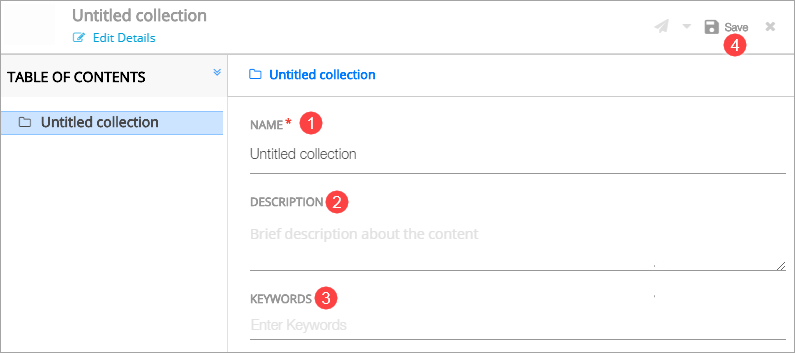 Untitled collection
Edit Details
Save
4
TABLE OF CONTENTS
Untitled collection
Untitled collection
NAME * 1
Untitled collection
DESCRIPTION 2
Brief description about the content
KEYWORDS 3
Enter Keywords